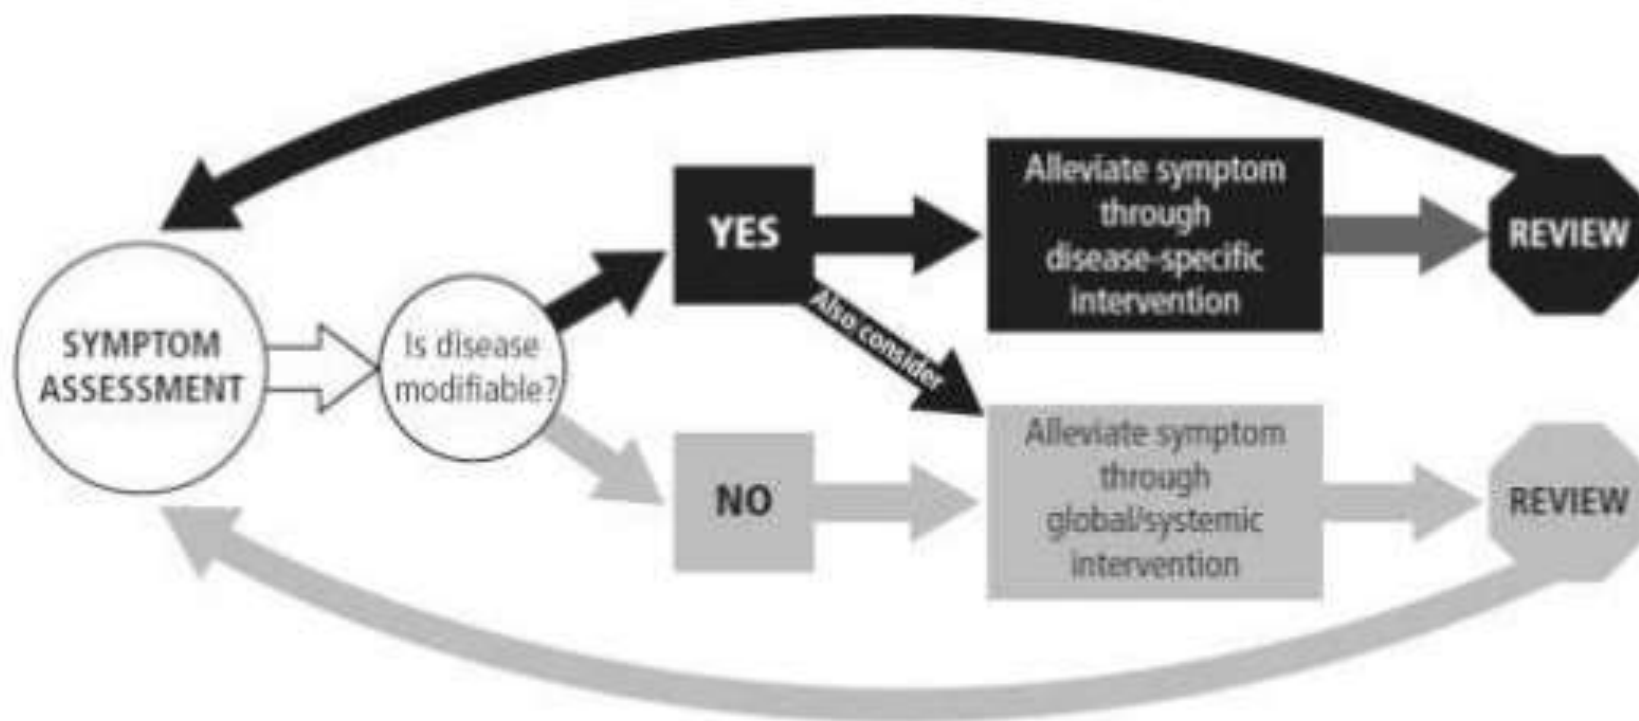 SYMPTOM
ASSESSMENT
Is disease
modifiable?
YES
Also consider
NO
Alleviate symptom
through
disease-specific
intervention
REVIEW
Alleviate symptom
through
global/systemic
intervention
REVIEW